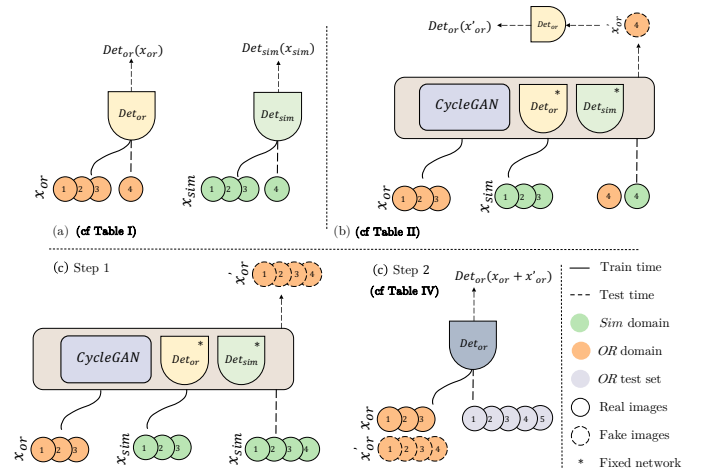 Det_or(x_or)
Det_sim(x_sim)
Det_or
Det_sim
x_or
1 2 3 4
x_sim
1 2 3 4
(a) (cf Table I)
Det_or(x'_or)
Det_or
x_or
4
CycleGAN
Det_or *
Det_sim *
x_or
1 2 3
x_sim
1 2 3
4 4
(b) (cf Table II)
(c) Step 1
x'_or
1 2 3 4
CycleGAN
Det_or *
Det_sim *
x_or
1 2 3
x_sim
1 2 3
x_sim
1 2 3 4
(c) Step 2
(cf Table IV)
Det_or(x_or + x'_or)
Det_or
x_or
1 2 3
x'_or
1 2 3 4
1 2 3 4 5
Train time
Test time
Sim domain
OR domain
OR test set
Real images
Fake images
* Fixed network